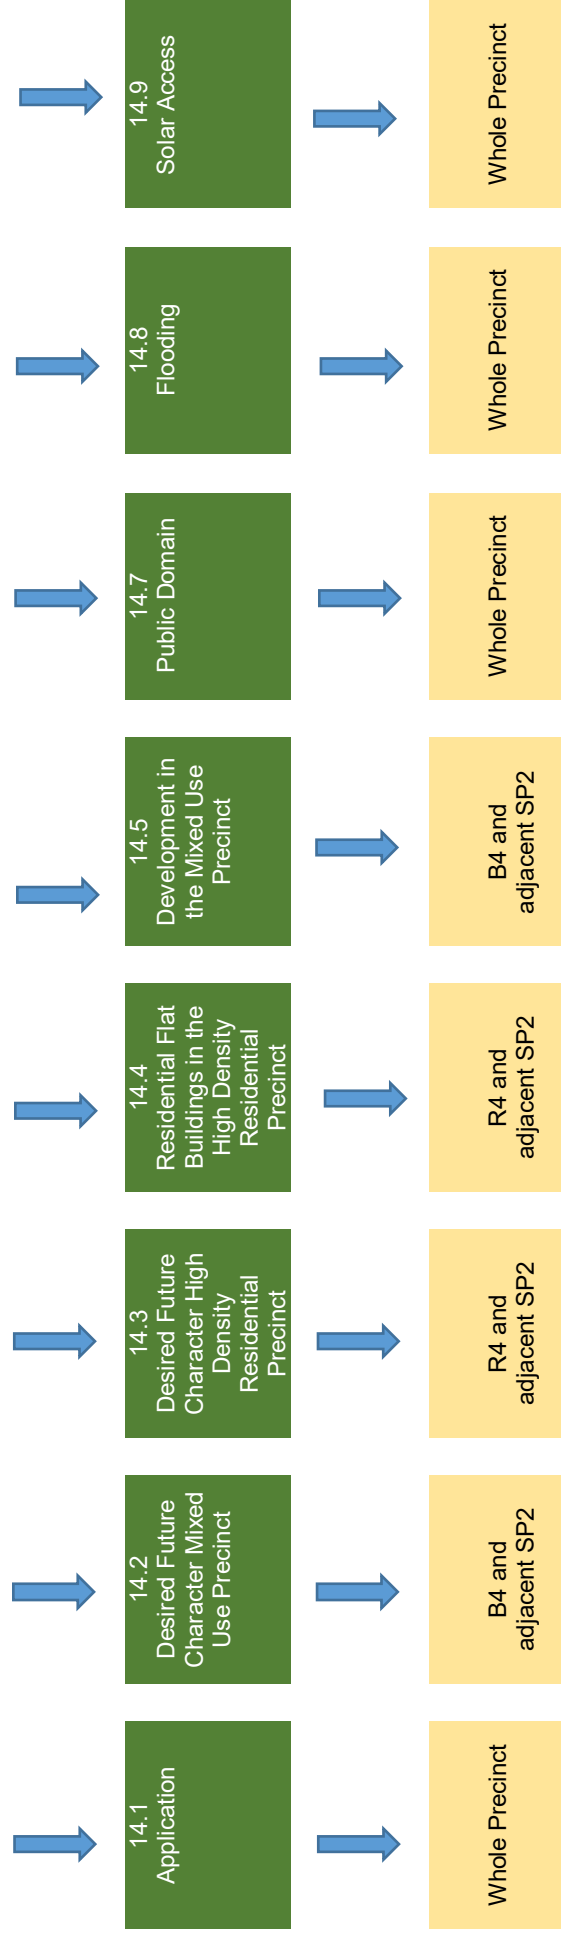 14.1
Application
14.2
Desired Future
Character Mixed
Use Precinct
14.3
Desired Future
Character High
Density
Residential
Precinct
14.4
Residential Flat
Buildings in the
High Density
Residential
Precinct
14.5
Development in
the Mixed Use
Precinct
14.7
Public Domain
14.8
Flooding
14.9
Solar Access
Whole Precinct
B4 and
adjacent SP2
R4 and
adjacent SP2
R4 and
adjacent SP2
B4 and
adjacent SP2
Whole Precinct
Whole Precinct
Whole Precinct